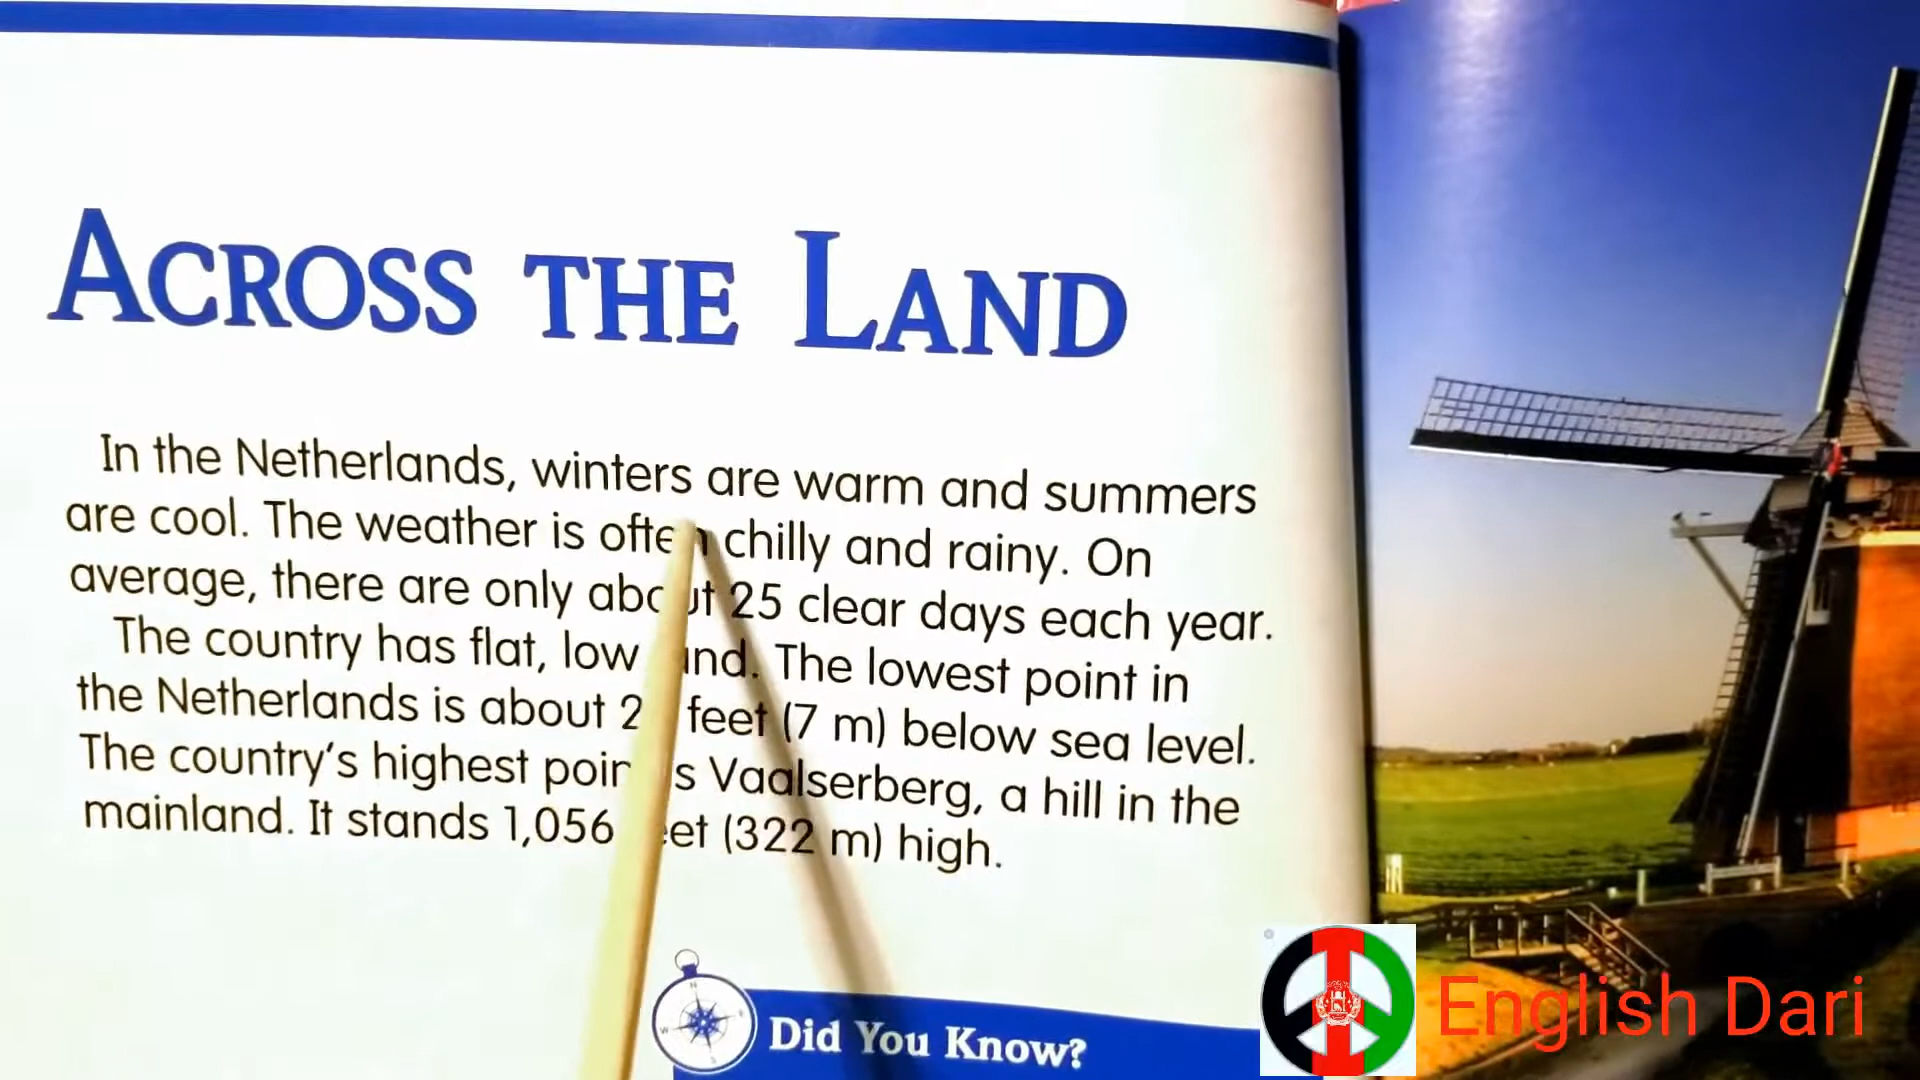 ACROSS THE LAND
In the Netherlands, winters are warm and summers
are cool. The weather is often chilly and rainy. On
average, there are only about 25 clear days each year.
The country has flat, low The lowest point in
the Netherlands is about feet (7 m) below sea level.
The country's highest Vaalserberg, a hill in the
mainland. It stands 1,056 feet (322 m) high.
Did You Know?
English Dari